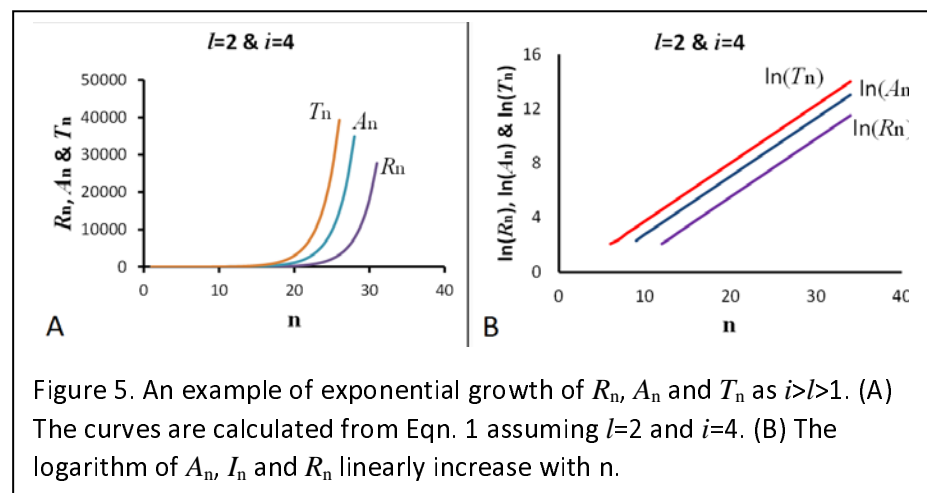 l=2 & i=4
50000
40000
30000
20000
10000
0
Rn, An & Tn
Tn
An
Rn
0
10
20
30
40
n
A
l=2 & i=4
16
12
8
4
0
ln(Rn), ln(An) & ln(Tn)
ln(Tn)
ln(An
ln(Rn)
0
10
20
30
40
n
B
Figure 5. An example of exponential growth of Rn, An and Tn as i>l>1. (A)
The curves are calculated from Eqn. 1 assuming l=2 and i=4. (B) The
logarithm of An, In and Rn linearly increase with n.